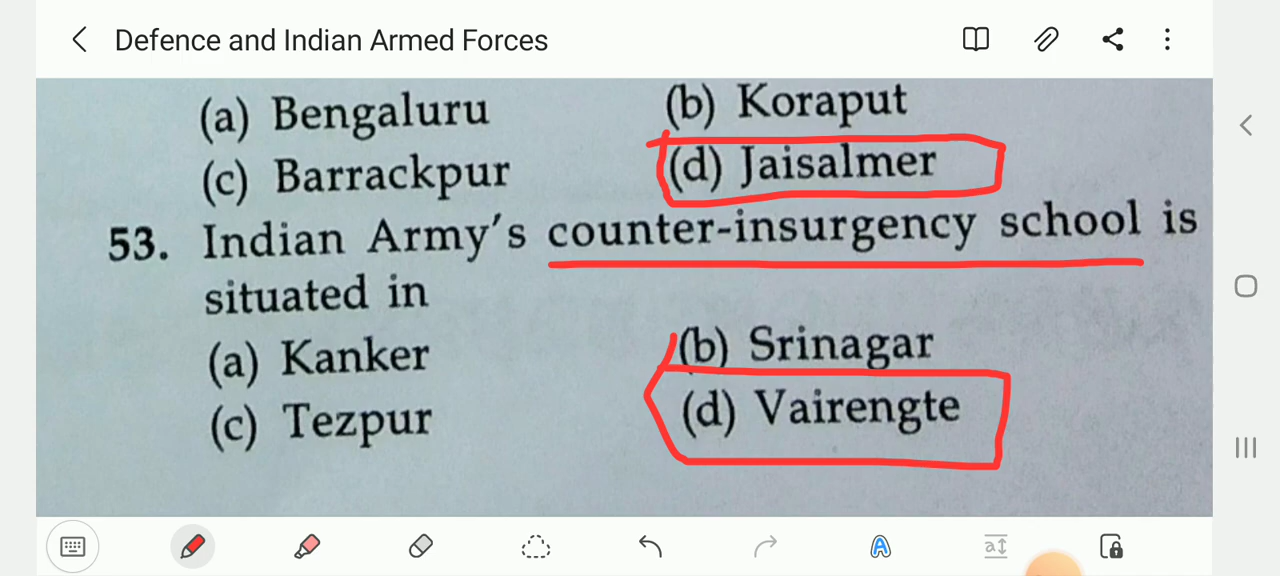 Defence and Indian Armed Forces
(a) Bengaluru (b) Koraput
(c) Barrackpur (d) Jaisalmer
53. Indian Army's counter-insurgency school is
situated in
(a) Kanker (b) Srinagar
(c) Tezpur (d) Vairengte
A
a